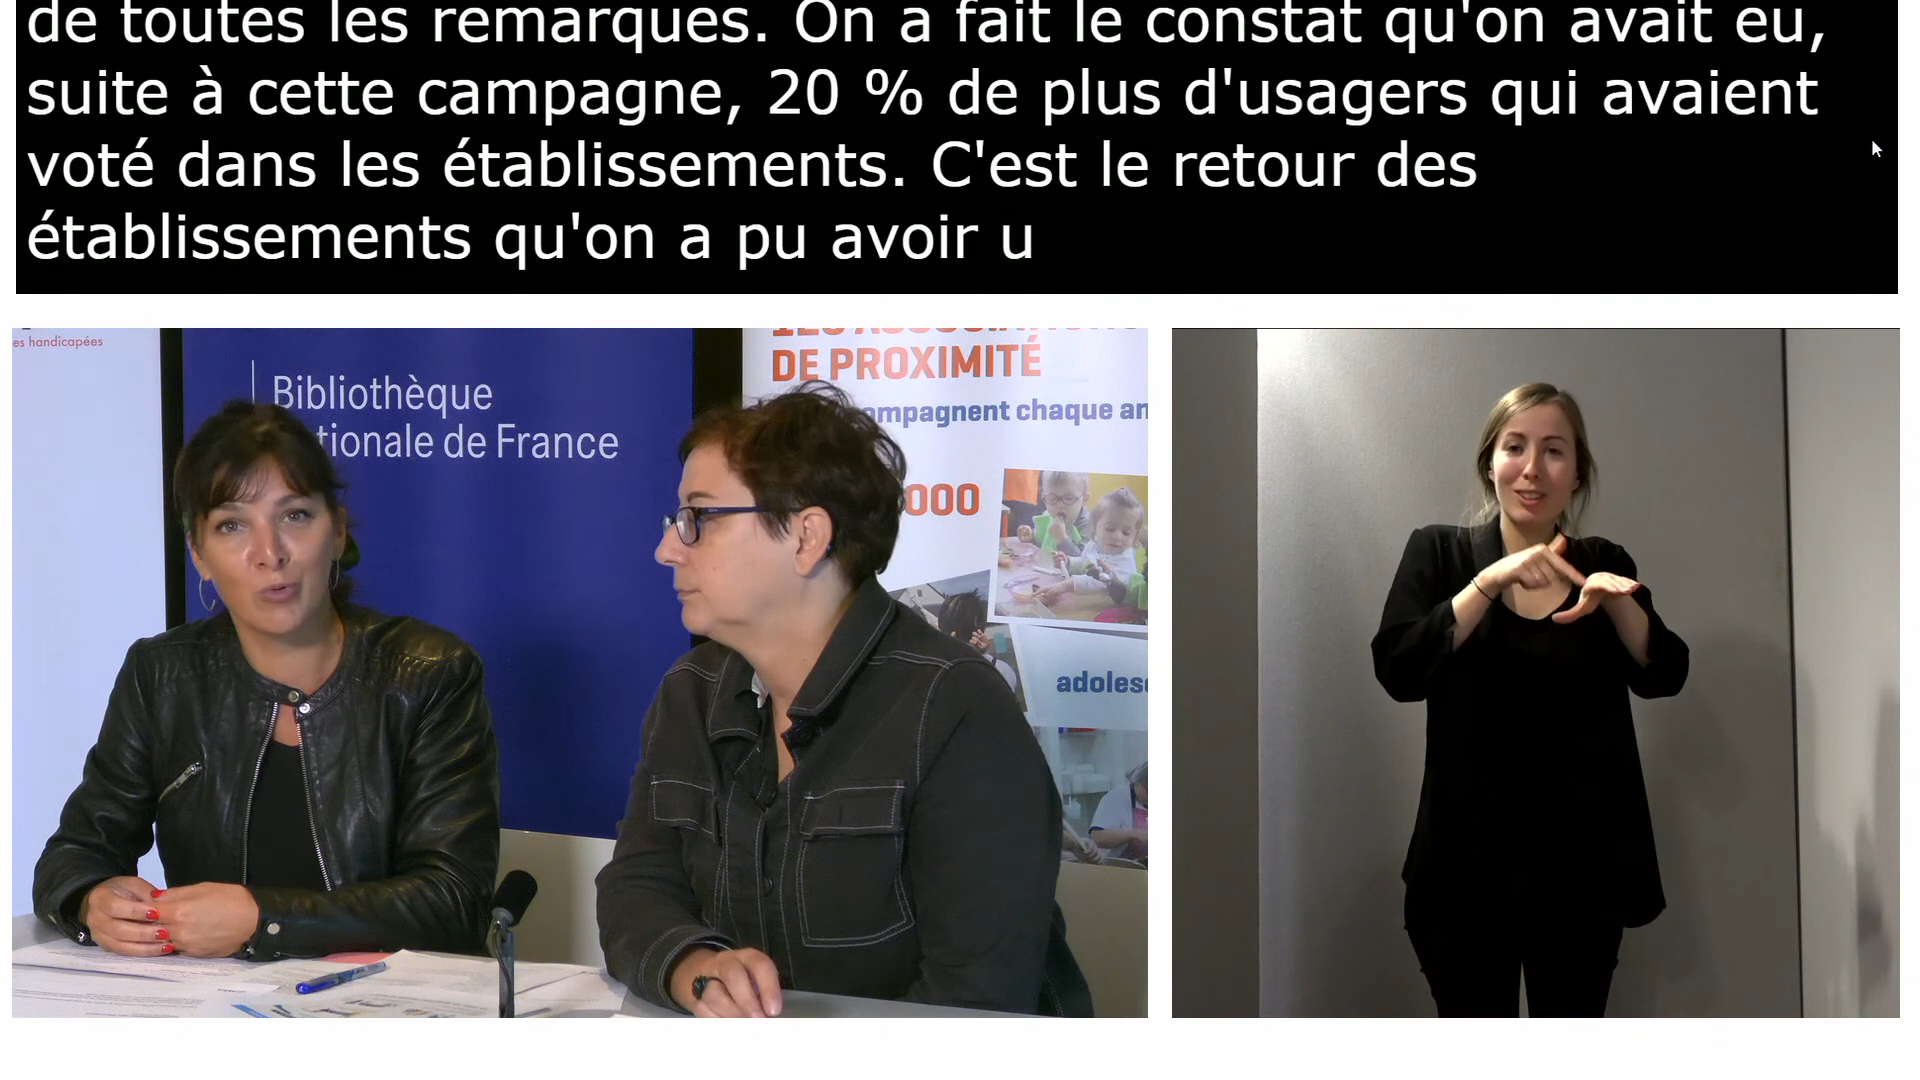 de toutes les remarques. On a fait le constat qu'on avait eu,
suite à cette campagne, 20 % de plus d'usagers qui avaient
voté dans les établissements. C'est le retour des
établissements qu'on a pu avoir u
es handicapées
Bibliothèque
tionale de France
DE PROXIMITÉ
ompagnent chaque an
000
adoles